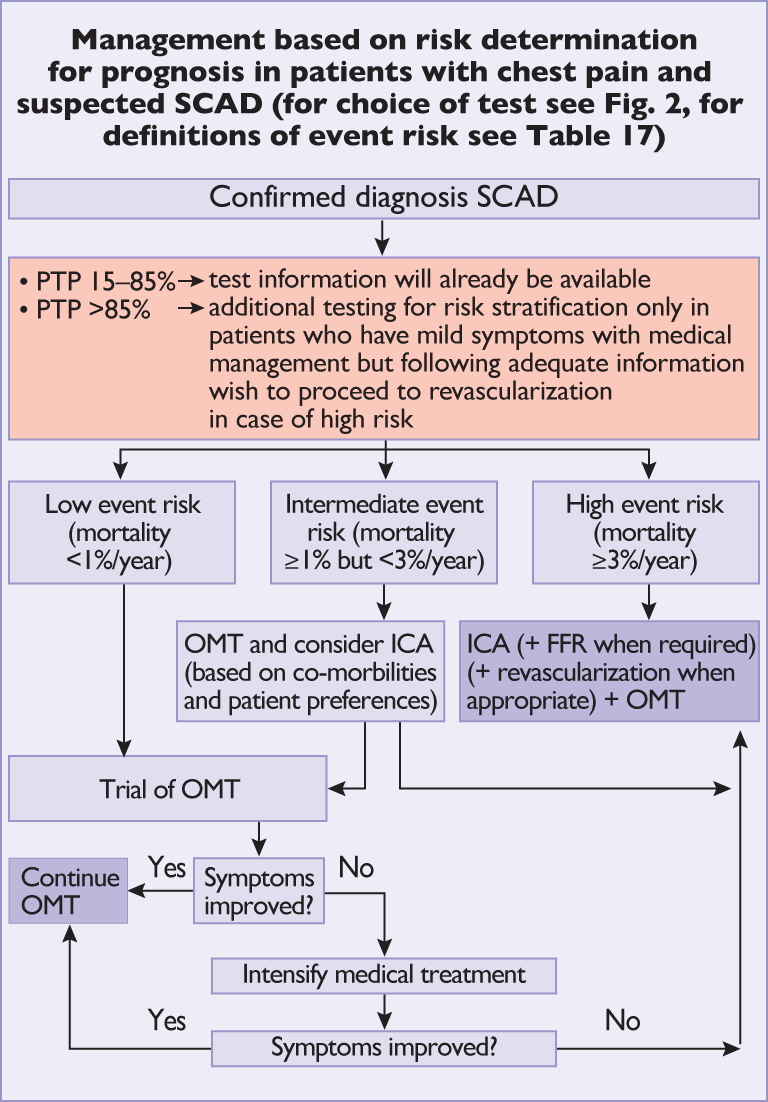 Management based on risk determination
for prognosis in patients with chest pain and
suspected SCAD (for choice of test see Fig. 2, for
definitions of event risk see Table 17)
Confirmed diagnosis SCAD
• PTP 15–85% → test information will already be available
• PTP >85% → additional testing for risk stratification only in
patients who have mild symptoms with medical
management but following adequate information
wish to proceed to revascularization
in case of high risk
Low event risk
(mortality
<1%/year)
Intermediate event
risk (mortality
≥1% but <3%/year)
High event risk
(mortality
≥3%/year)
OMT and consider ICA
(based on co-morbilities
and patient preferences)
ICA (+ FFR when required)
(+ revascularization when
appropriate) + OMT
Trial of OMT
Continue
OMT
Yes
Symptoms
improved?
No
Intensify medical treatment
Yes
Symptoms improved?
No